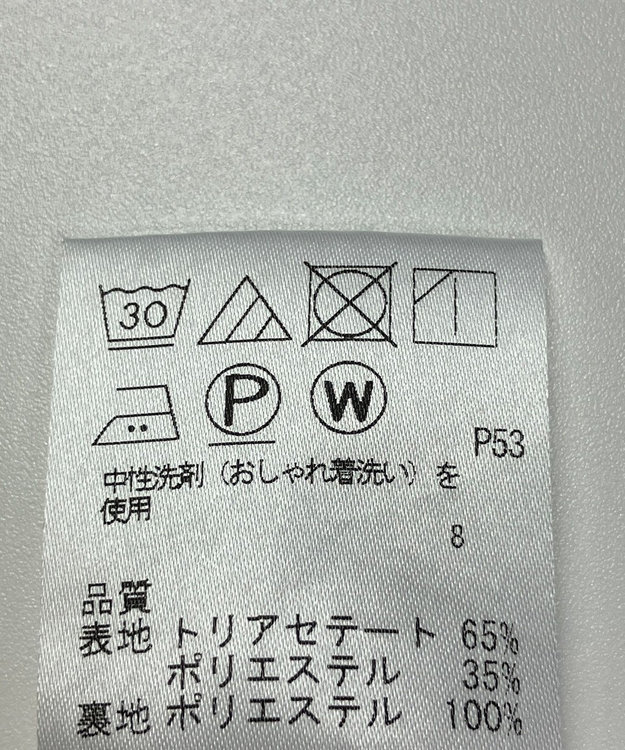 30
P W
P53
中性洗剤（おしゃれ着洗い）を
使用
8
品質
表地 トリアセテート 65%
ポリエステル 35%
裏地 ポリエステル 100%